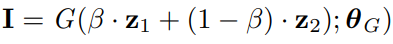 I = G(β · z₁ + (1 − β) · z₂); θ_G)